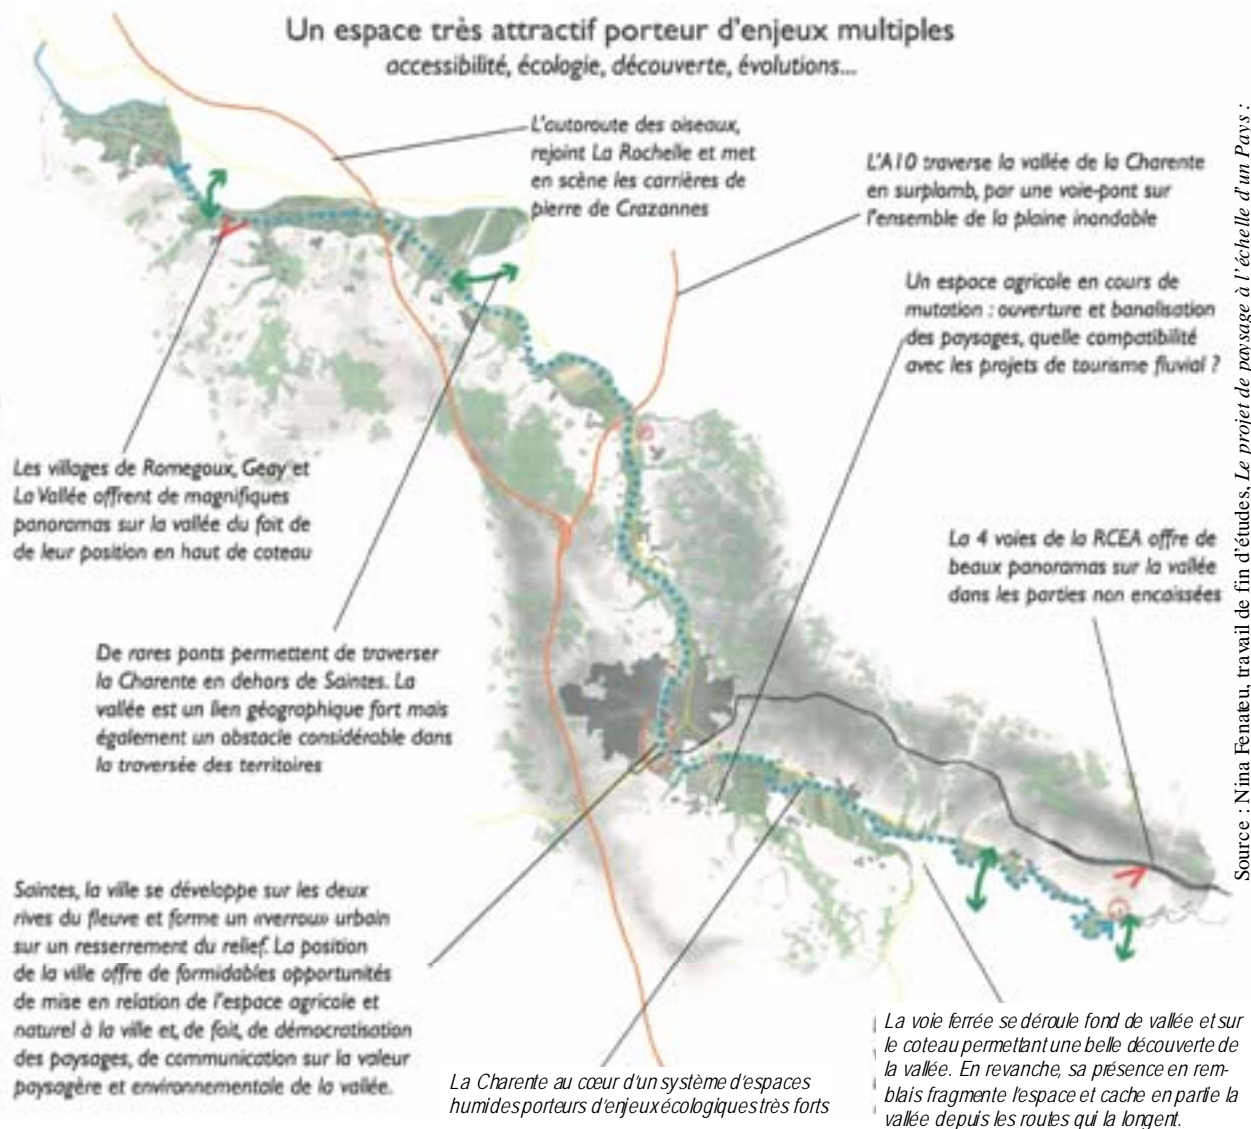 Un espace très attractif porteur d'enjeux multiples
accessibilité, écologie, découverte, évolutions...
L'autoroute des oiseaux,
rejoint La Rochelle et met
en scène les carrières de
pierre de Crazannes
L'A10 traverse la vallée de la Charente
en surplomb, par une voie-pont sur
l'ensemble de la plaine inondable
Un espace agricole en cours de
mutation : ouverture et banalisation
des paysages, quelle compatibilité
avec les projets de tourisme fluvial ?
Les villages de Romegoux, Geay et
La Vallée offrent de magnifiques
panoramas sur la vallée du fait de
de leur position en haut de coteau
La 4 voies de la RCEA offre de
beaux panoramas sur la vallée
dans les parties non encaissées
De rares ponts permettent de traverser
la Charente en dehors de Saintes. La
vallée est un lien géographique fort mais
également un obstacle considérable dans
la traversée des territoires
Saintes, la ville se développe sur les deux
rives du fleuve et forme un «verrou» urbain
sur un resserrement du relief. La position
de la ville offre de formidables opportunités
de mise en relation de l'espace agricole et
naturel à la ville et, de fait, de démocratisation
des paysages, de communication sur la valeur
paysagère et environnementale de la vallée.
La Charente au cœur d'un système d'espaces
humides porteurs d'enjeux écologiques très forts
La voie ferrée se déroule fond de vallée et sur
le coteau permettant une belle découverte de
la vallée. En revanche, sa présence en rem-
blais fragmente l'espace et cache en partie la
vallée depuis les routes qui la longent.
Source : Nina Fenateu, travail de fin d'études, Le projet de paysage à l'échelle d'un Pays :